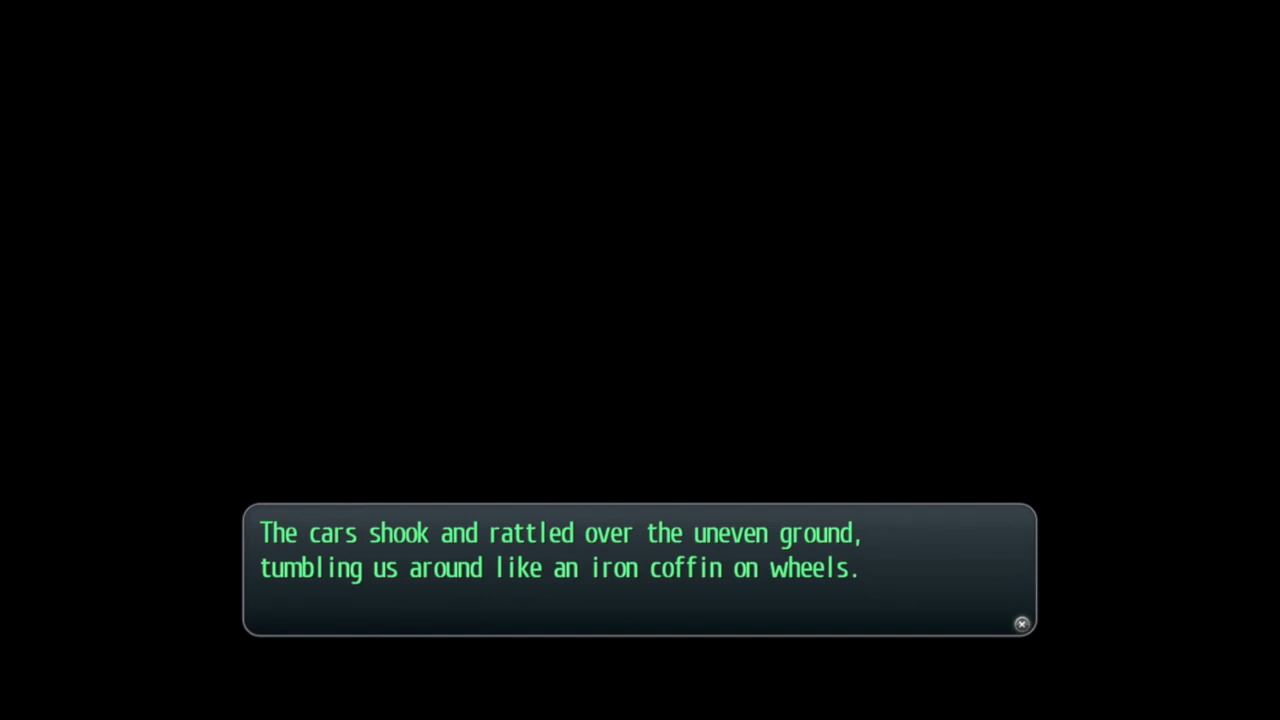 The cars shook and rattled over the uneven ground,
tumbling us around like an iron coffin on wheels.